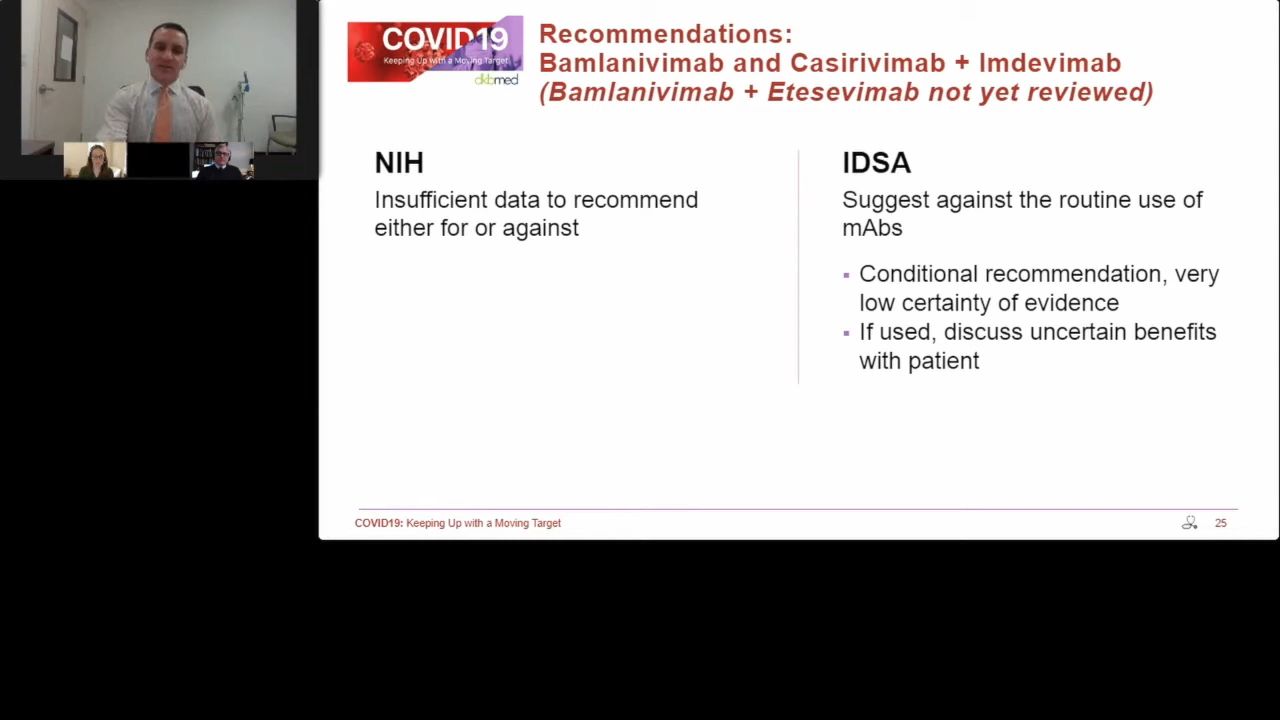 COVID19
Keeping Up with a Moving Target
dkbmed
Recommendations:
Bamlanivimab and Casirivimab + Imdevimab
(Bamlanivimab + Etesevimab not yet reviewed)
NIH
Insufficient data to recommend
either for or against
IDSA
Suggest against the routine use of
mAbs
▪ Conditional recommendation, very
low certainty of evidence
▪ If used, discuss uncertain benefits
with patient
COVID19: Keeping Up with a Moving Target
25